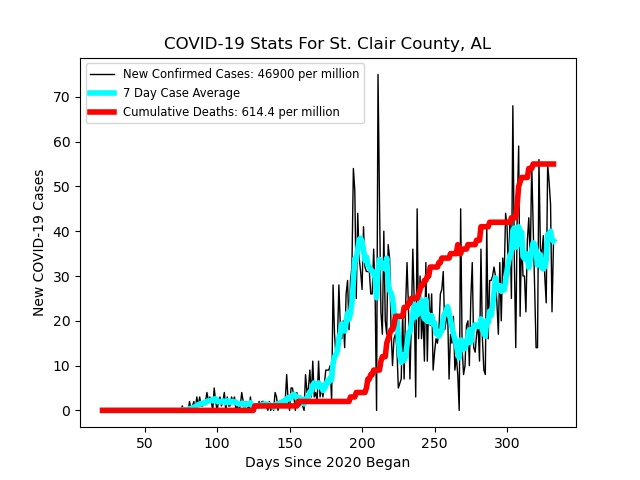 COVID-19 Stats For St. Clair County, AL
New Confirmed Cases: 46900 per million
7 Day Case Average
Cumulative Deaths: 614.4 per million
New COVID-19 Cases
70
60
50
40
30
20
10
0
50 100 150 200 250 300
Days Since 2020 Began